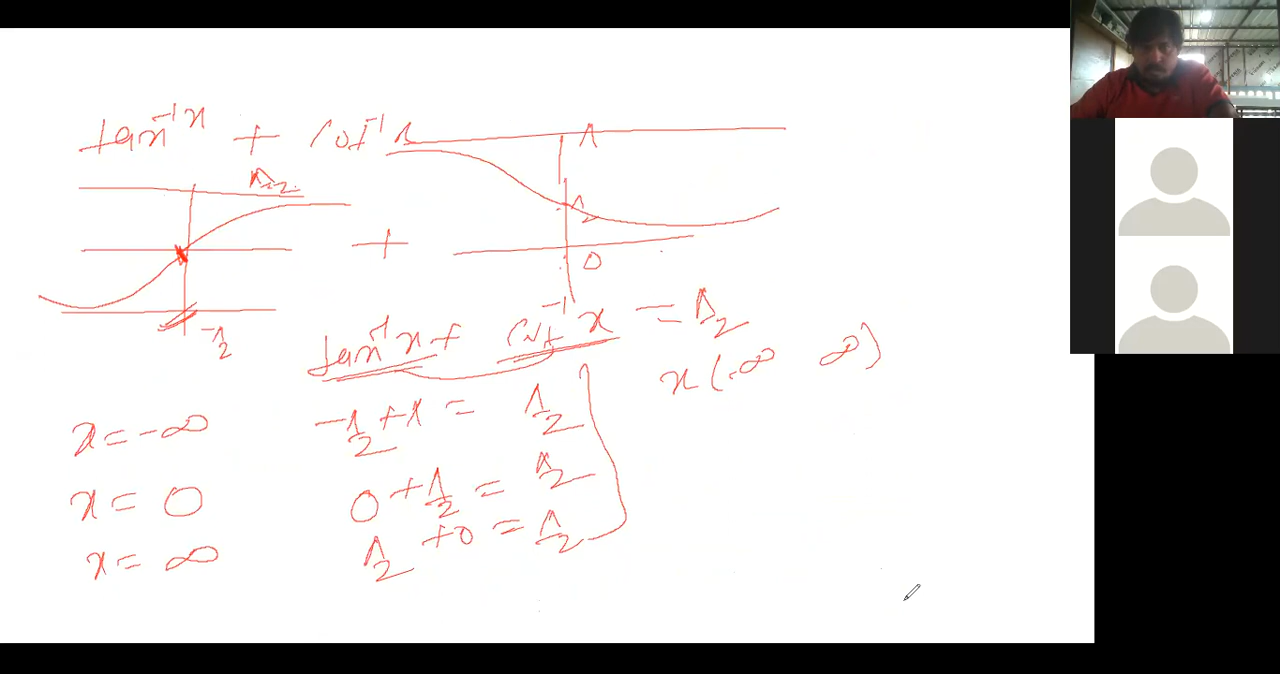 tan⁻¹x + cot⁻¹x
π
π/2
π/2
+
0
-π/2
tan⁻¹x + cot⁻¹x = π/2
x (-∞ ∞)
x = -∞ -π/2 + π = π/2
x = 0 0 + π/2 = π/2
x = ∞ π/2 + 0 = π/2